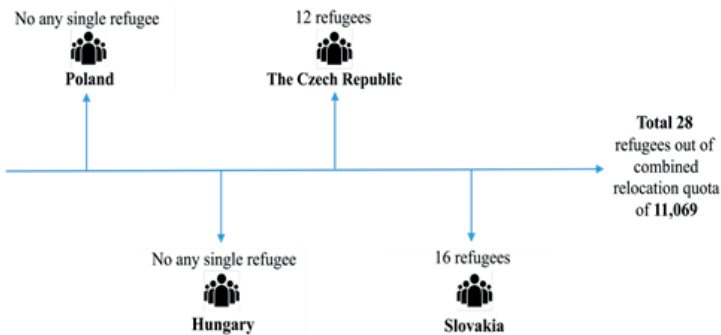 No any single refugee
Poland
12 refugees
The Czech Republic
Total 28
refugees out of
combined
relocation quota
of 11,069
No any single refugee
Hungary
16 refugees
Slovakia